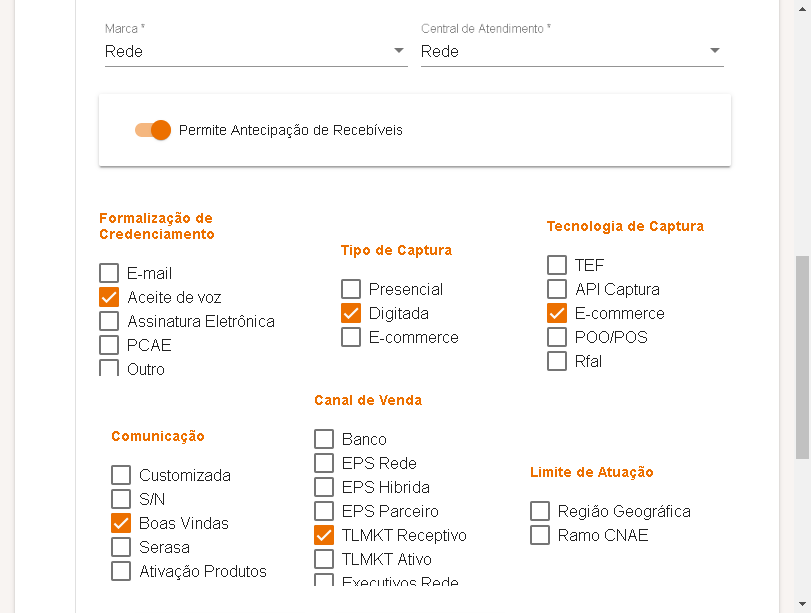 Marca *
Central de Atendimento *
Rede
Rede
Permite Antecipação de Recebíveis
Formalização de
Credenciamento
E-mail
Aceite de voz
Assinatura Eletrônica
PCAE
Outro
Tipo de Captura
Presencial
Digitada
E-commerce
Tecnologia de Captura
TEF
API Captura
E-commerce
POO/POS
Rfal
Comunicação
Customizada
S/N
Boas Vindas
Serasa
Ativação Produtos
Canal de Venda
Banco
EPS Rede
EPS Hibrida
EPS Parceiro
TLMKT Receptivo
TLMKT Ativo
Executivos Rede
Limite de Atuação
Região Geográfica
Ramo CNAE